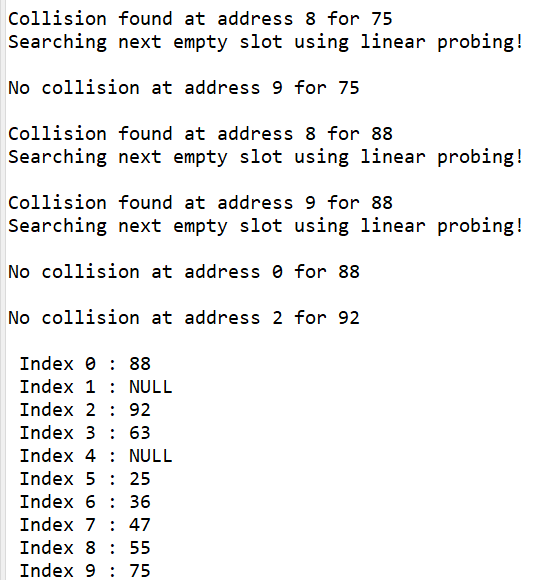 Collision found at address 8 for 75
Searching next empty slot using linear probing!
No collision at address 9 for 75
Collision found at address 8 for 88
Searching next empty slot using linear probing!
Collision found at address 9 for 88
Searching next empty slot using linear probing!
No collision at address 0 for 88
No collision at address 2 for 92
Index 0 : 88
Index 1 : NULL
Index 2 : 92
Index 3 : 63
Index 4 : NULL
Index 5 : 25
Index 6 : 36
Index 7 : 47
Index 8 : 55
Index 9 : 75